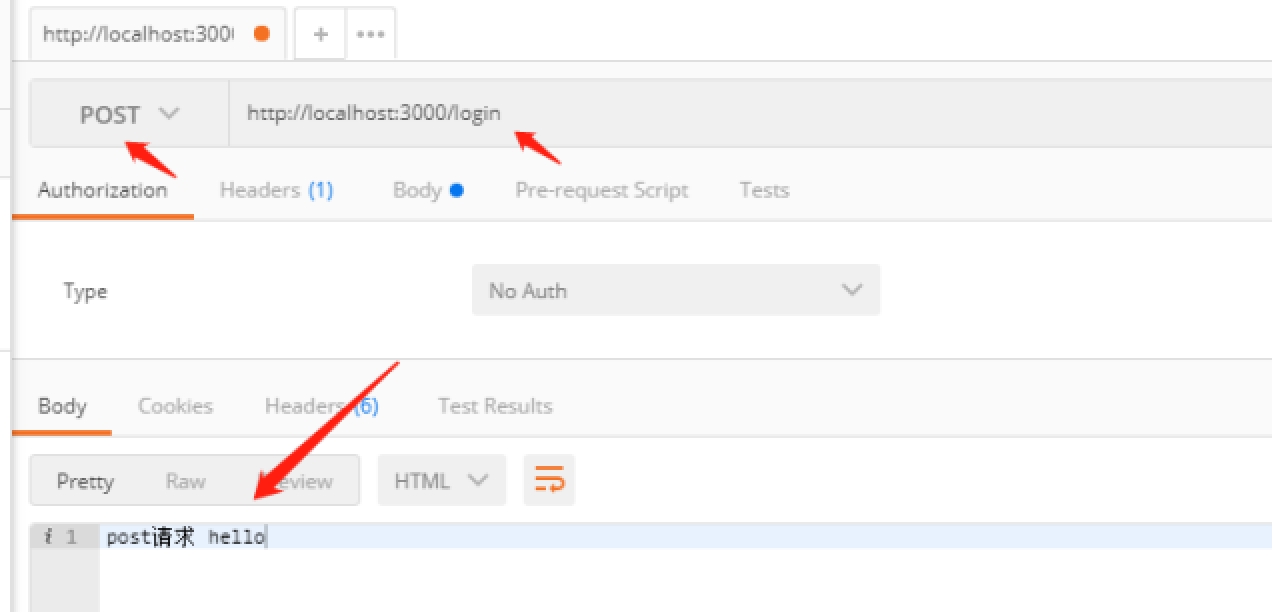 http://localhost:300
+ •••
POST http://localhost:3000/login
Authorization Headers (1) Body Pre-request Script Tests
Type No Auth
Body Cookies Headers (6) Test Results
Pretty Raw HTML
i 1 post请求 hello